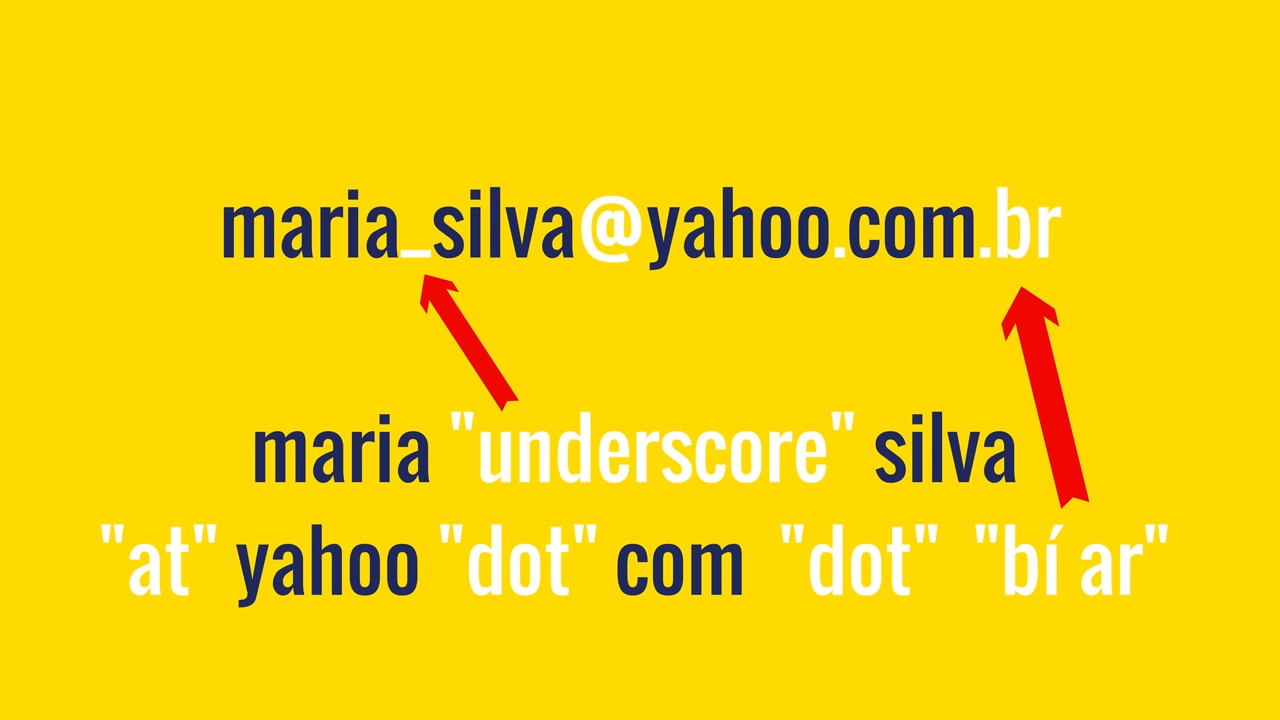 maria_silva@yahoo.com.br
maria "underscore" silva
"at" yahoo "dot" com "dot" "bí ar"